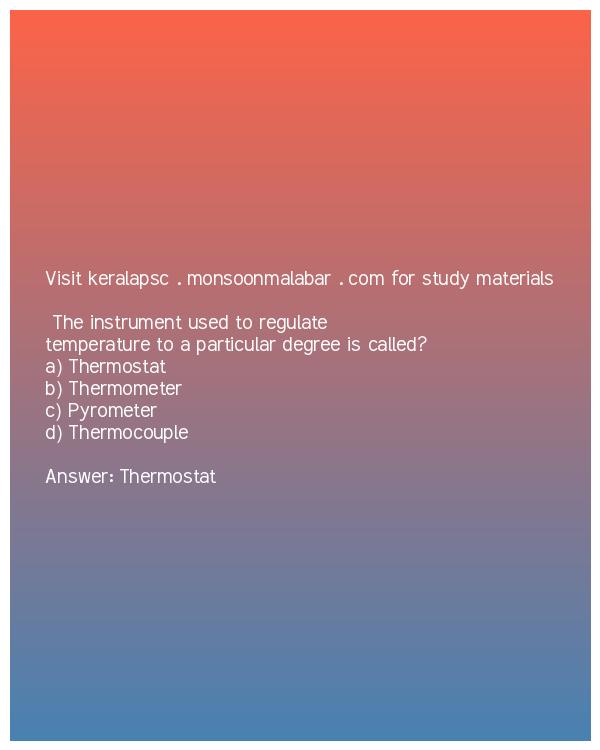 Visit keralapsc . monsoonmalabar . com for study materials
The instrument used to regulate
temperature to a particular degree is called?
a) Thermostat
b) Thermometer
c) Pyrometer
d) Thermocouple
Answer: Thermostat